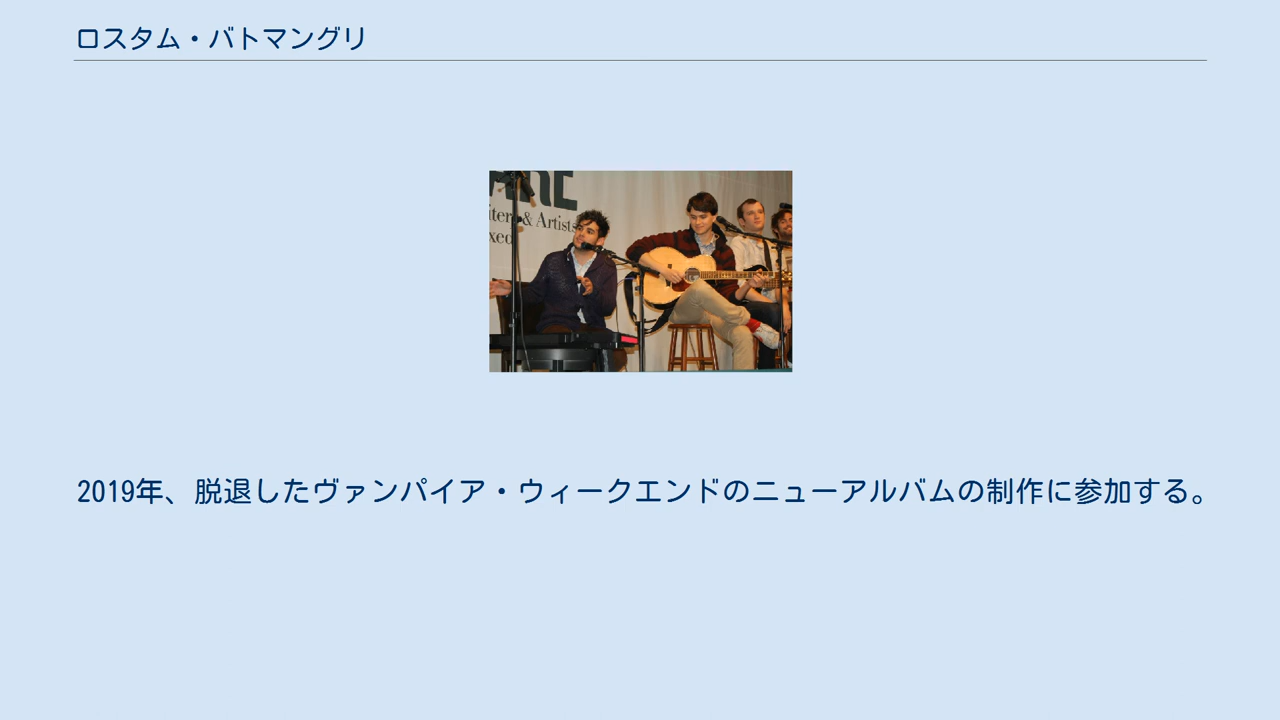 ロスタム・バトマングリ
& Artists
2019年、脱退したヴァンパイア・ウィークエンドのニューアルバムの制作に参加する。